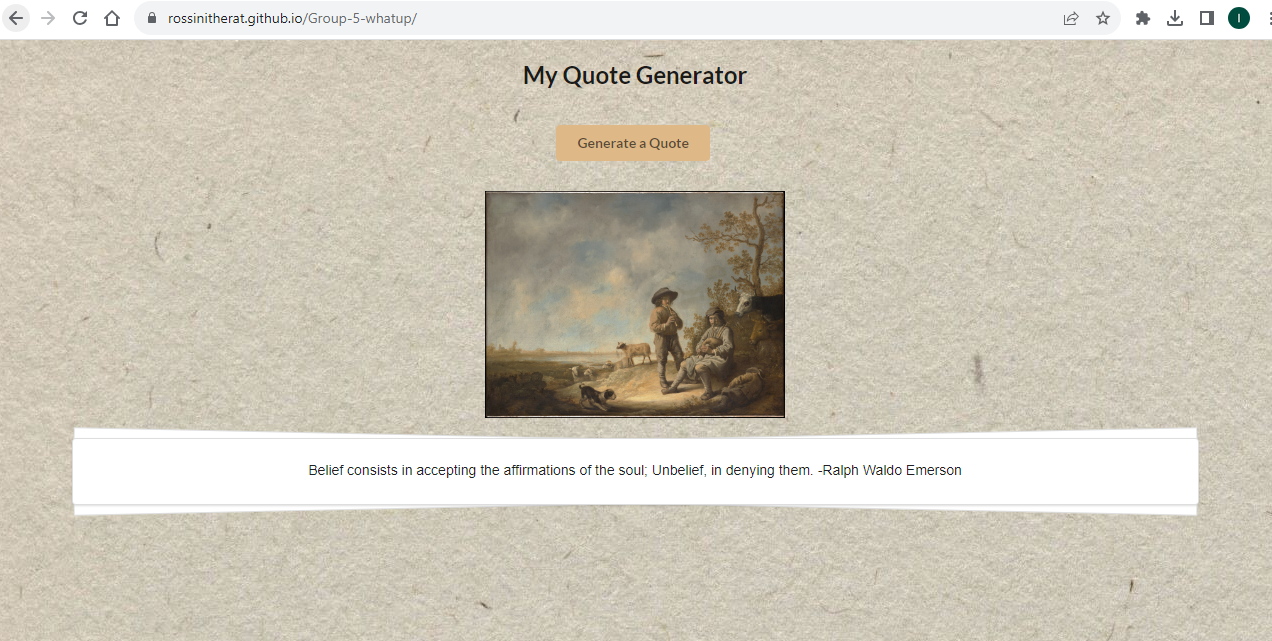 rossinitherat.github.io/Group-5-whatup/
I
My Quote Generator
Generate a Quote
Belief consists in accepting the affirmations of the soul; Unbelief, in denying them. -Ralph Waldo Emerson